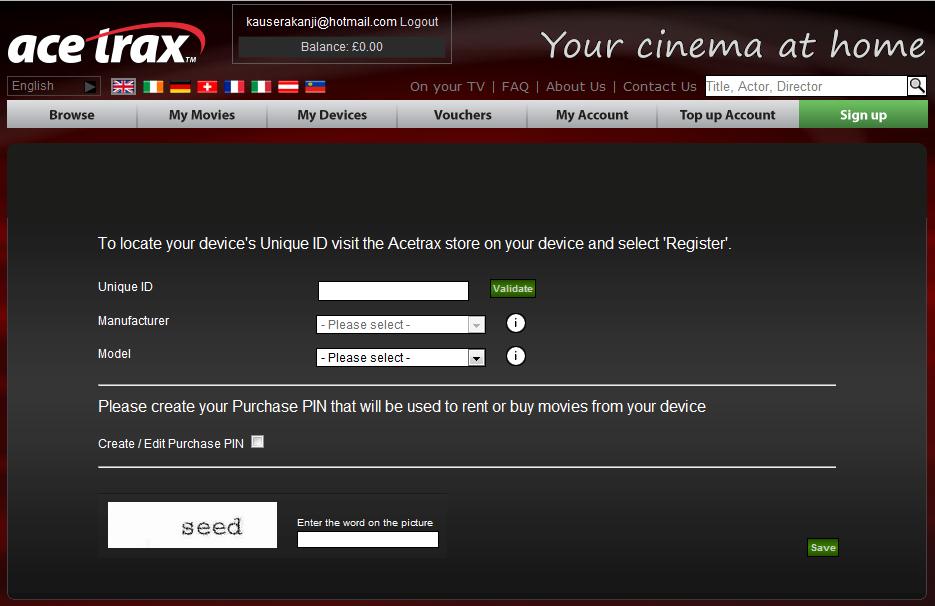 ace trax TM
kauserakanji@hotmail.com Logout
Balance: £0.00
Your cinema at home
English
On your TV | FAQ | About Us | Contact Us
Title, Actor, Director
Browse
My Movies
My Devices
Vouchers
My Account
Top up Account
Sign up
To locate your device's Unique ID visit the Acetrax store on your device and select 'Register'.
Unique ID
Validate
Manufacturer
- Please select -
i
Model
- Please select -
i
Please create your Purchase PIN that will be used to rent or buy movies from your device
Create / Edit Purchase PIN
seed
Enter the word on the picture
Save